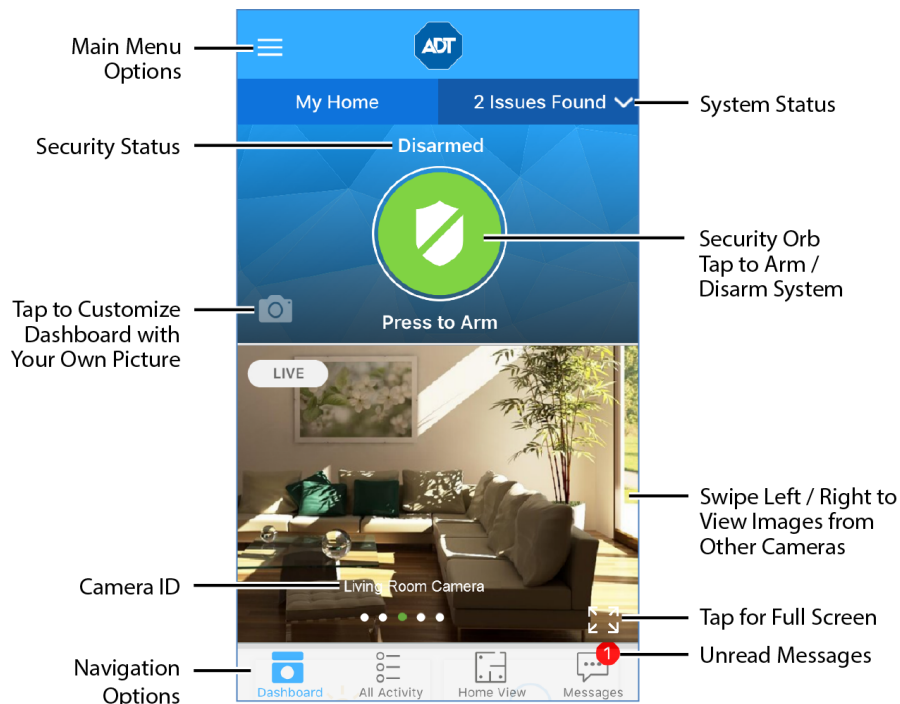 Main Menu
Options
ADT
My Home
2 Issues Found
System Status
Security Status
Disarmed
Security Orb
Tap to Arm /
Disarm System
Tap to Customize
Dashboard with
Your Own Picture
Press to Arm
LIVE
Swipe Left / Right to
View Images from
Other Cameras
Camera ID
Living Room Camera
Tap for Full Screen
1
Unread Messages
Navigation
Options
Dashboard
All Activity
Home View
Messages